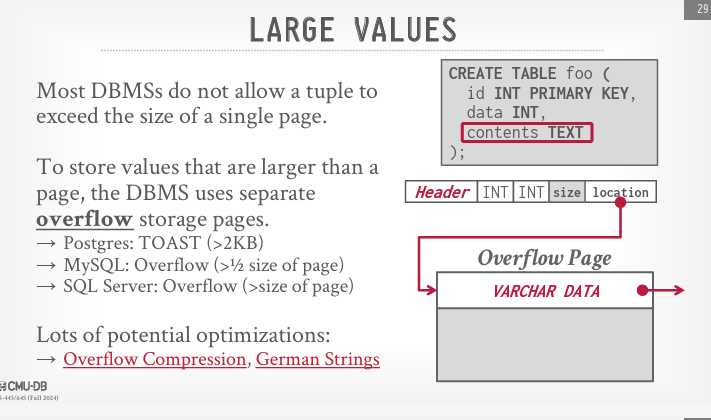 29
LARGE VALUES
Most DBMSs do not allow a tuple to
exceed the size of a single page.
To store values that are larger than a
page, the DBMS uses separate
overflow storage pages.
→ Postgres: TOAST (>2KB)
→ MySQL: Overflow (>½ size of page)
→ SQL Server: Overflow (>size of page)
Lots of potential optimizations:
→ Overflow Compression, German Strings
CREATE TABLE foo (
id INT PRIMARY KEY,
data INT,
contents TEXT
);
Header INT INT size location
Overflow Page
VARCHAR DATA
CMU-DB
5-445/645 (Fall 2024)